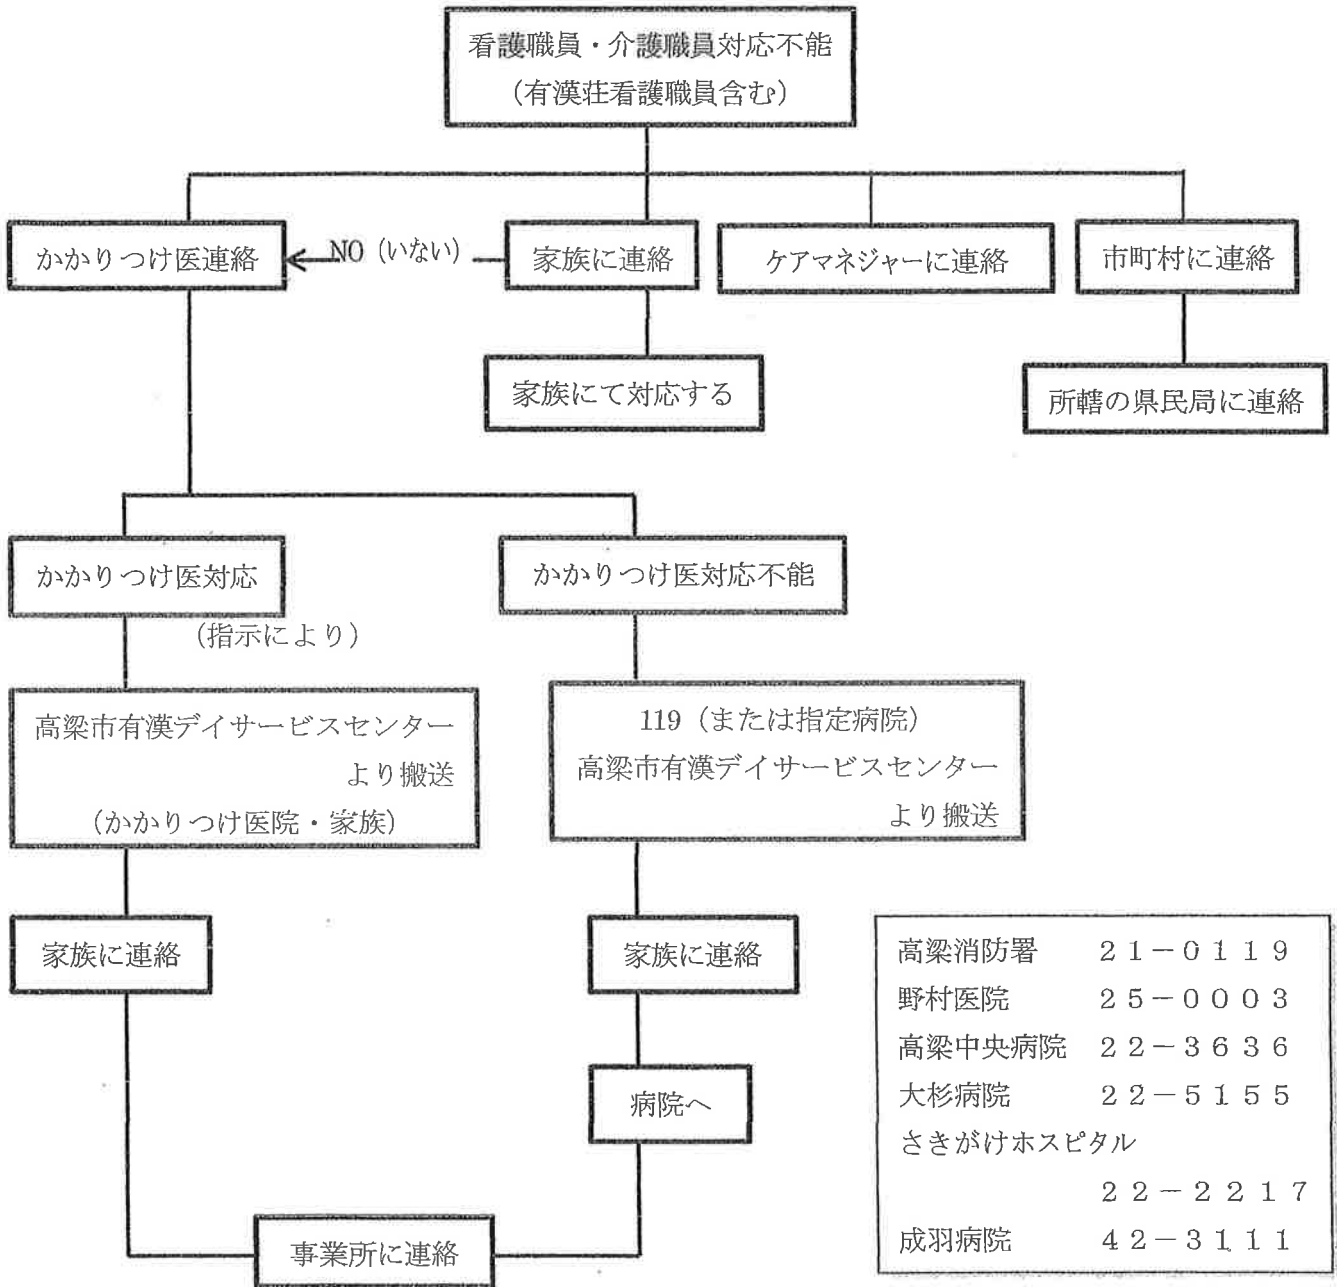 看護職員・介護職員対応不能
（有漢荘看護職員含む）
かかりつけ医連絡
NO（いない）
家族に連絡
ケアマネジャーに連絡
市町村に連絡
家族にて対応する
所轄の県民局に連絡
かかりつけ医対応
かかりつけ医対応不能
（指示により）
高梁市有漢デイサービスセンター
より搬送
（かかりつけ医院・家族）
119（または指定病院）
高梁市有漢デイサービスセンター
より搬送
家族に連絡
家族に連絡
病院へ
事業所に連絡
高梁消防署 ２１－０１１９
野村医院 ２５－０００３
高梁中央病院 ２２－３６３６
大杉病院 ２２－５１５５
さきがけホスピタル
２２－２２１７
成羽病院 ４２－３１１１